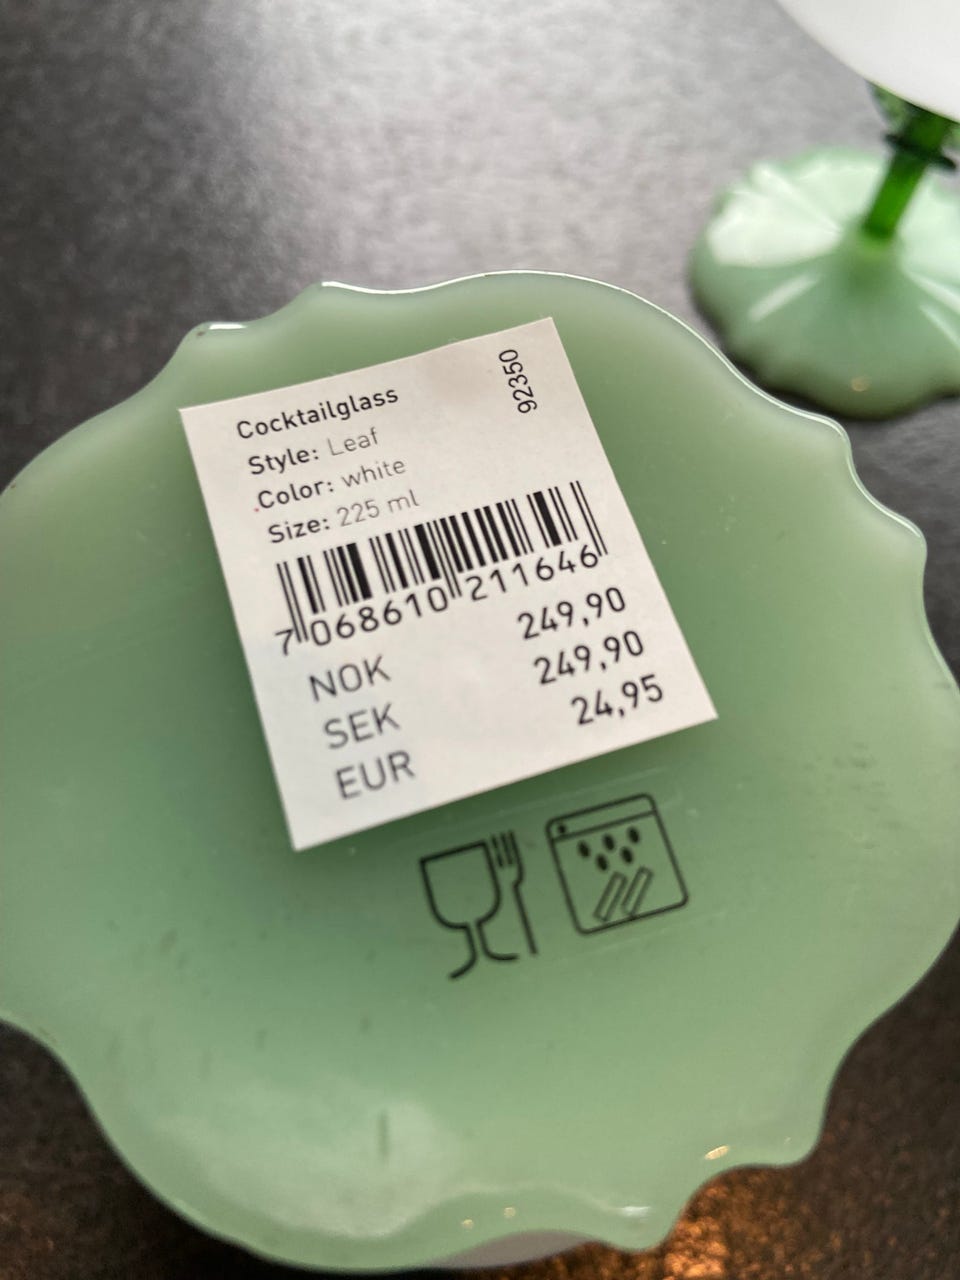 Cocktailglass
92350
Style: Leaf
Color: white
Size: 225 ml
7 068610 211646
NOK 249,90
SEK 249,90
EUR 24,95